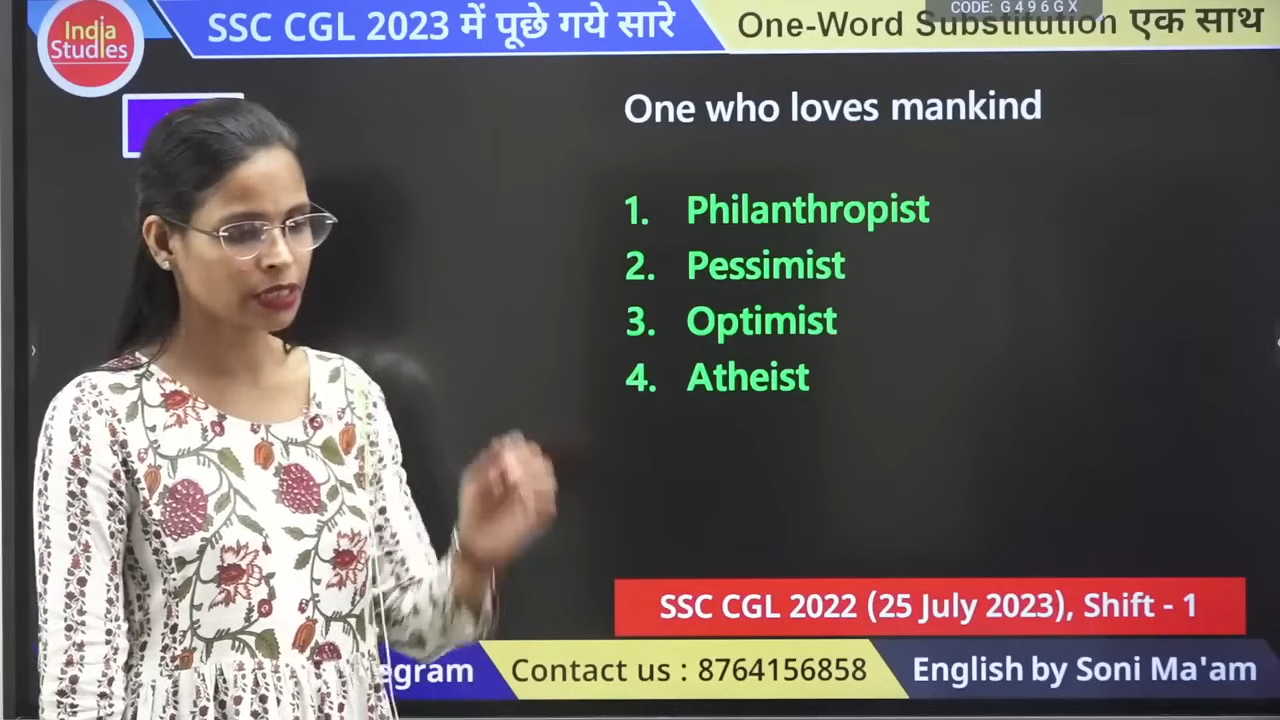 India
Studies
SSC CGL 2023 में पूछे गये सारे
One-Word Substitution एक साथ
CODE: G496GX
One who loves mankind
1. Philanthropist
2. Pessimist
3. Optimist
4. Atheist
SSC CGL 2022 (25 July 2023), Shift - 1
egram
Contact us : 8764156858
English by Soni Ma'am